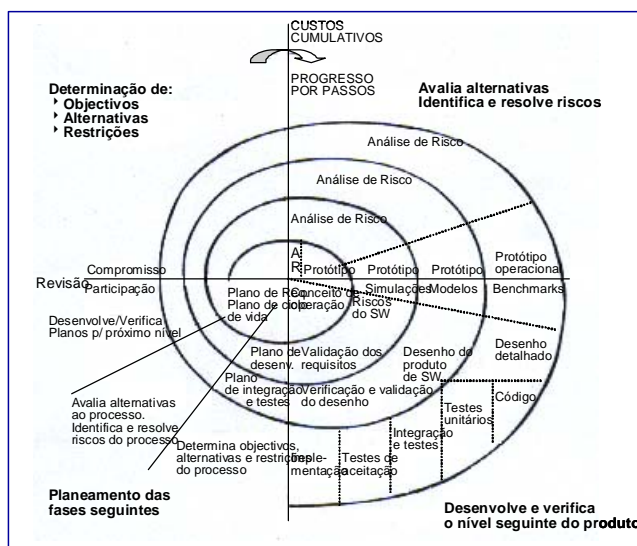 CUSTOS
CUMULATIVOS
PROGRESSO
POR PASSOS
Determinação de:
Objectivos
Alternativas
Restrições
Avalia alternativas
Identifica e resolve riscos
Análise de Risco
Análise de Risco
Análise de Risco
A
R
Protótipo
Protótipo
Protótipo
Protótipo
operacional
Revisão
Compromisso
Participação
Plano de Req.
Plano de ciclo
de vida
Conceito de
operação
Simulações
Modelos
Benchmarks
Riscos
do SW
Desenvolve/Verifica
Planos p/ próximo nível
Plano de
desenv.
Validação dos
requisitos
Desenho do
produto
de SW
Desenho
detalhado
Plano
de integração
e testes
Verificação e validação
do desenho
Código
Testes
unitários
Integração
e testes
Testes de
aceitação
Imple-
mentação
Avalia alternativas
ao processo.
Identifica e resolve
riscos do processo
Determina objectivos,
alternativas e restrições
do processo
Planeamento das
fases seguintes
Desenvolve e verifica
o nível seguinte do produto